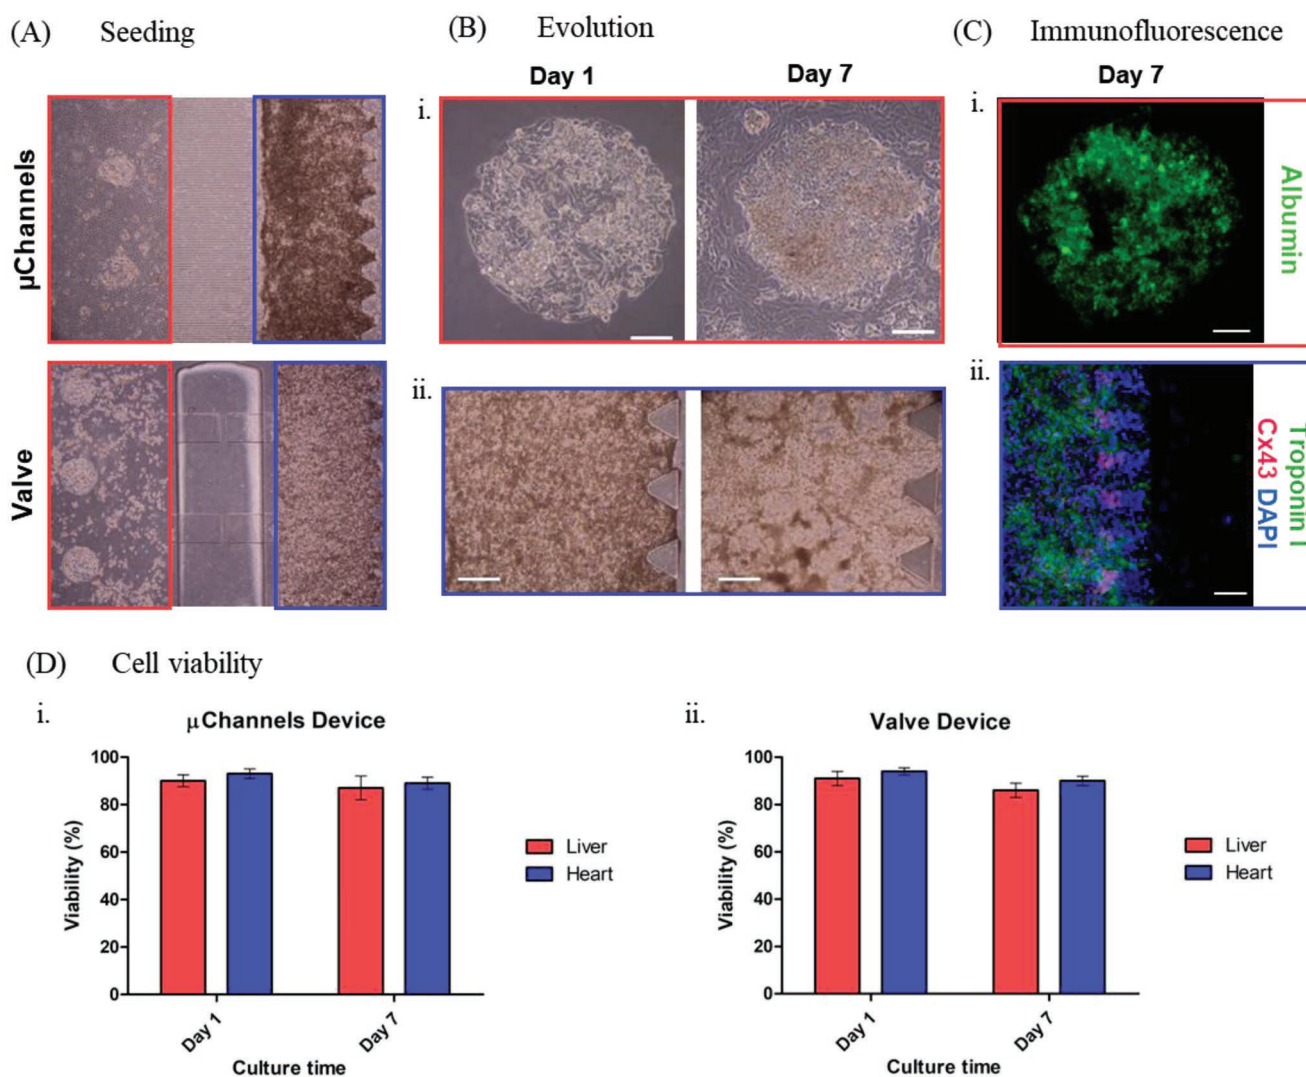 (A) Seeding
(B) Evolution
(C) Immunofluorescence
Day 1
Day 7
Day 7
μChannels
Valve
i.
ii.
i.
ii.
Albumin
Troponin I
Cx43 DAPI
(D) Cell viability
i.
μChannels Device
100
80
60
40
20
0
Viability (%)
Day 1
Day 7
Culture time
Liver
Heart
ii.
Valve Device
100
80
60
40
20
0
Viability (%)
Day 1
Day 7
Culture time
Liver
Heart